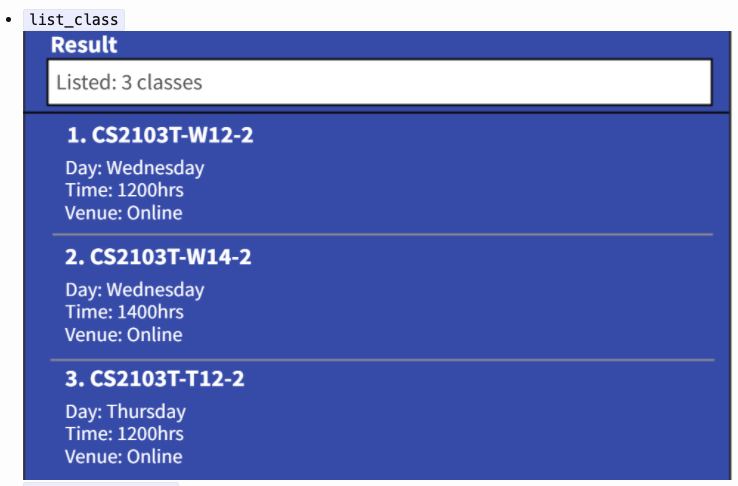 list_class
Result
Listed: 3 classes
1. CS2103T-W12-2
Day: Wednesday
Time: 1200hrs
Venue: Online
2. CS2103T-W14-2
Day: Wednesday
Time: 1400hrs
Venue: Online
3. CS2103T-T12-2
Day: Thursday
Time: 1200hrs
Venue: Online